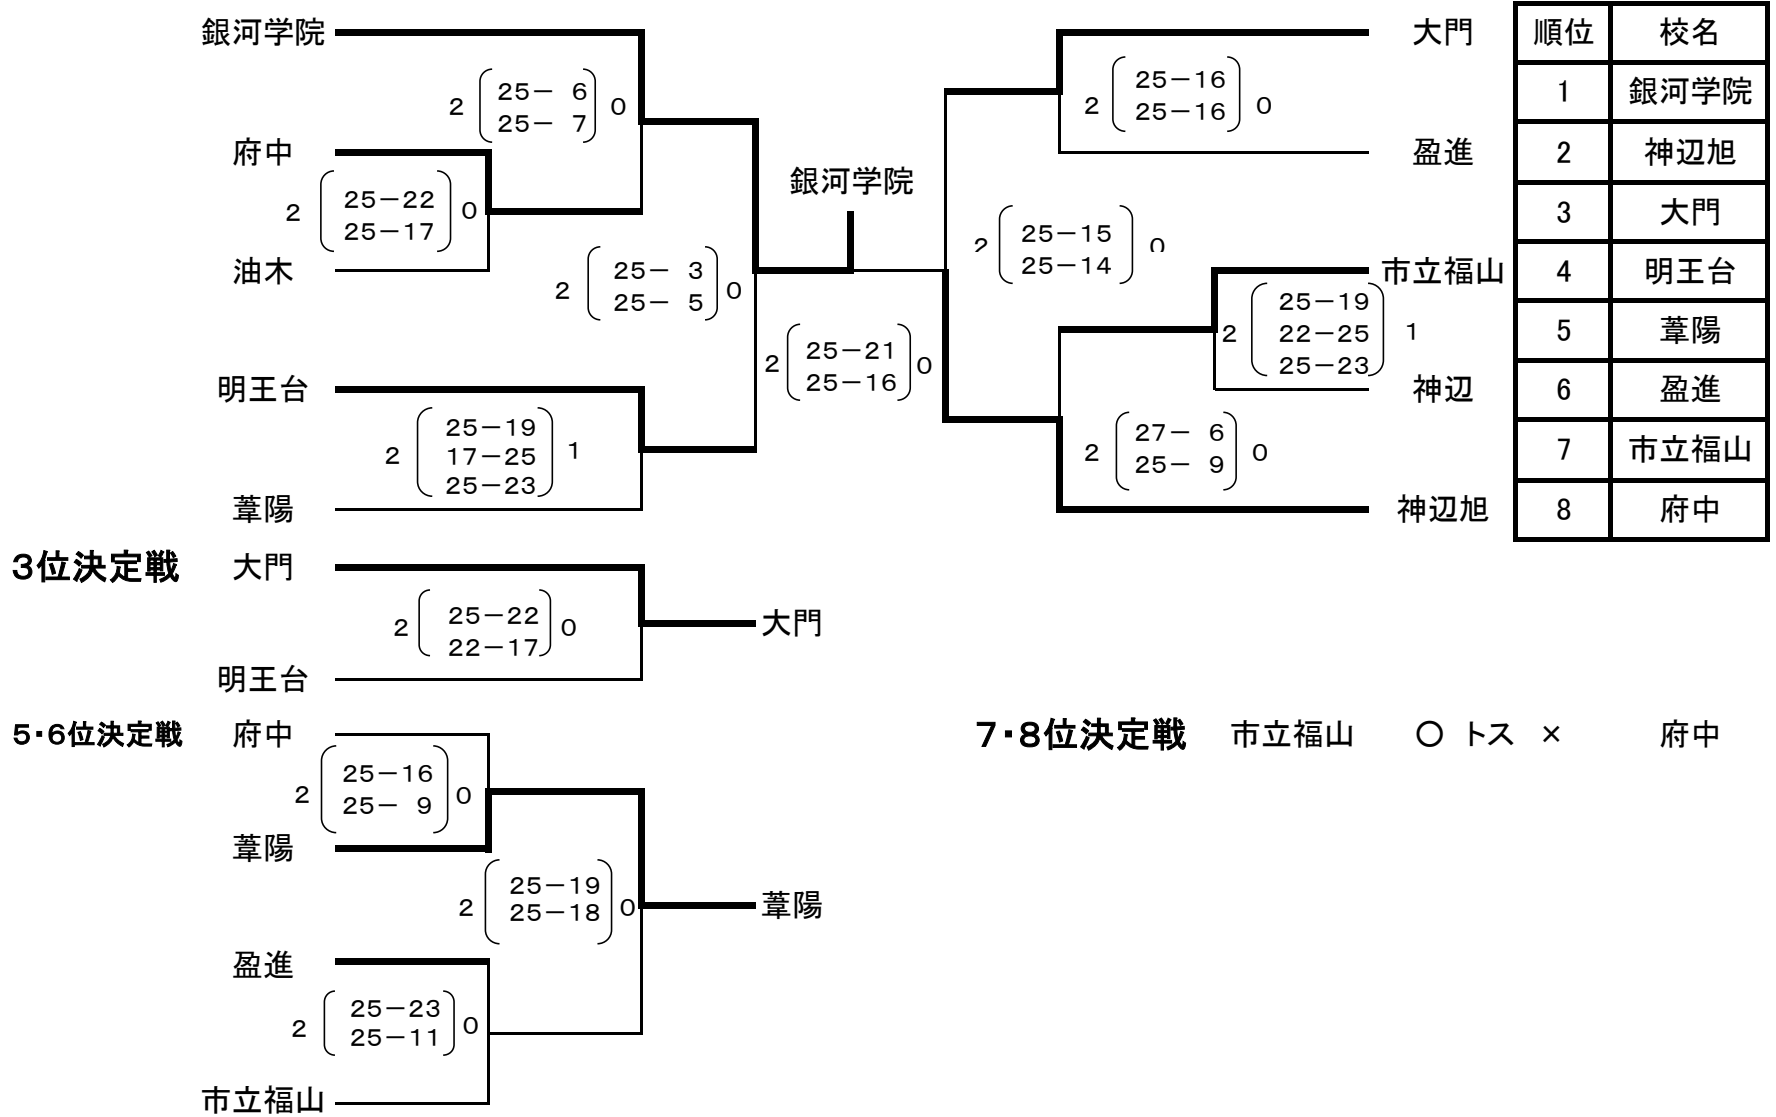 銀河学院
2 25− 6 0
25− 7
府中
2 25−22 0
25−17
油木
2 25− 3 0
25− 5
明王台
2 25−19 1
17−25
25−23
葦陽
銀河学院
2 25−21 0
25−16
大門
2 25−16 0
25−16
盈進
2 25−15 0
25−14
市立福山
2 25−19 1
22−25
25−23
神辺
2 27− 6 0
25− 9
神辺旭
順位 校名
1 銀河学院
2 神辺旭
3 大門
4 明王台
5 葦陽
6 盈進
7 市立福山
8 府中
3位決定戦 大門
2 25−22 0
22−17
大門
明王台
5・6位決定戦 府中
2 25−16 0
25− 9
葦陽
2 25−19 0
25−18
葦陽
盈進
2 25−23 0
25−11
市立福山
7・8位決定戦 市立福山 ○ トス × 府中